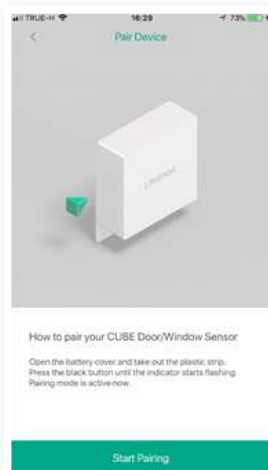 TRUE-H 16:29 73%
Pair Device
How to pair your CUBE Door/Window Sensor
Open the battery cover and take out the plastic strip.
Press the black button until the indicator starts flashing.
Pairing mode is active now.
Start Pairing